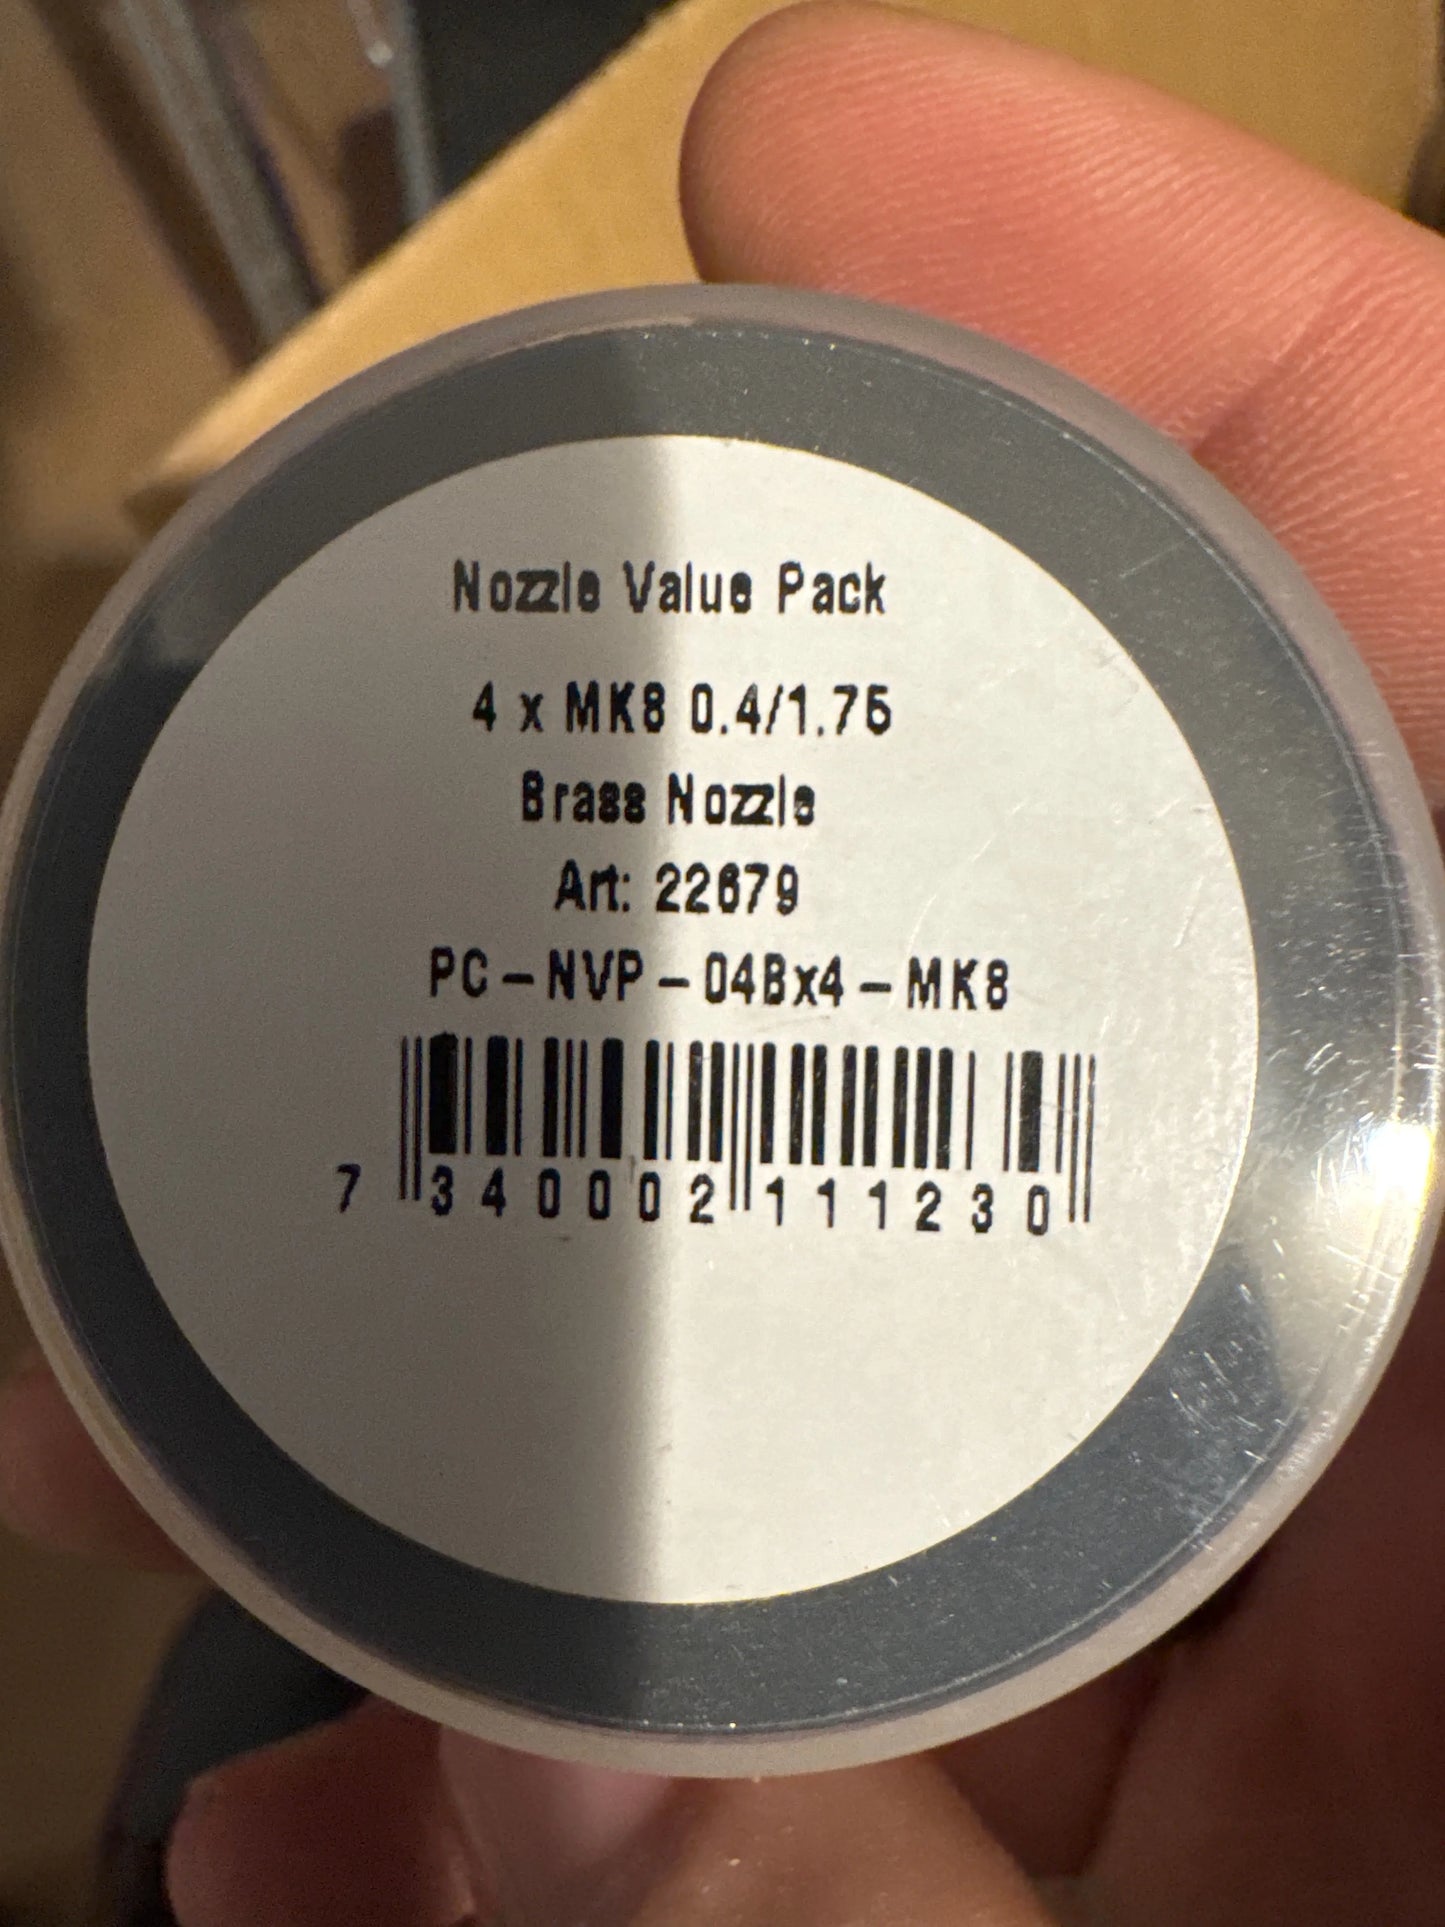 Nozzle Value Pack
4 x MK8 0.4/1.75
Brass Nozzle
Art: 22679
PC-NVP-04Bx4-MK8
7 340002 111230